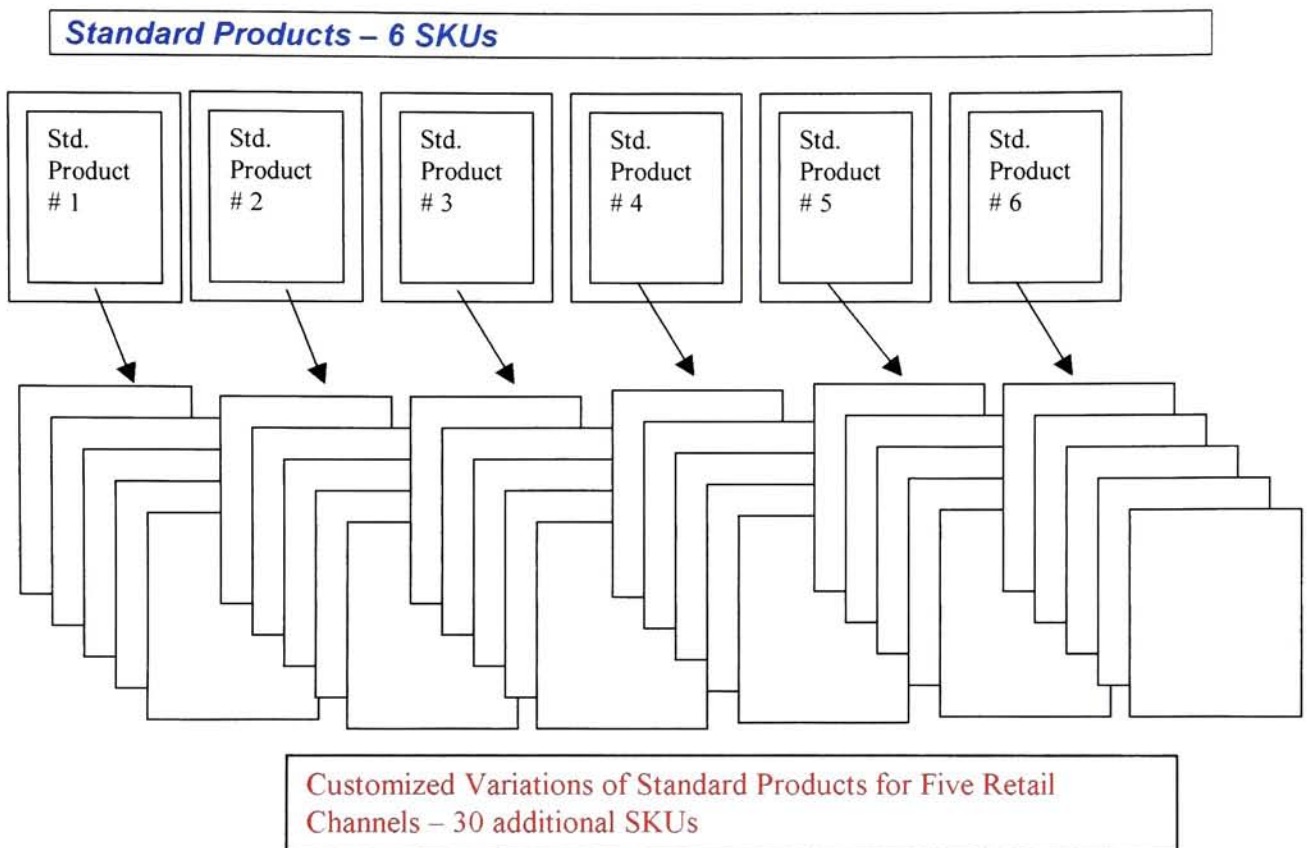 Standard Products – 6 SKUs
Std.
Product
# 1
Std.
Product
# 2
Std.
Product
# 3
Std.
Product
# 4
Std.
Product
# 5
Std.
Product
# 6
Customized Variations of Standard Products for Five Retail
Channels – 30 additional SKUs